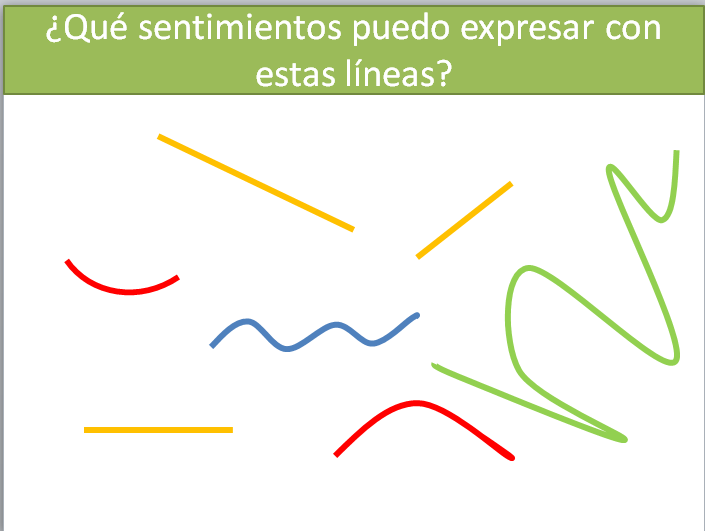 ¿Qué sentimientos puedo expresar con
estas líneas?